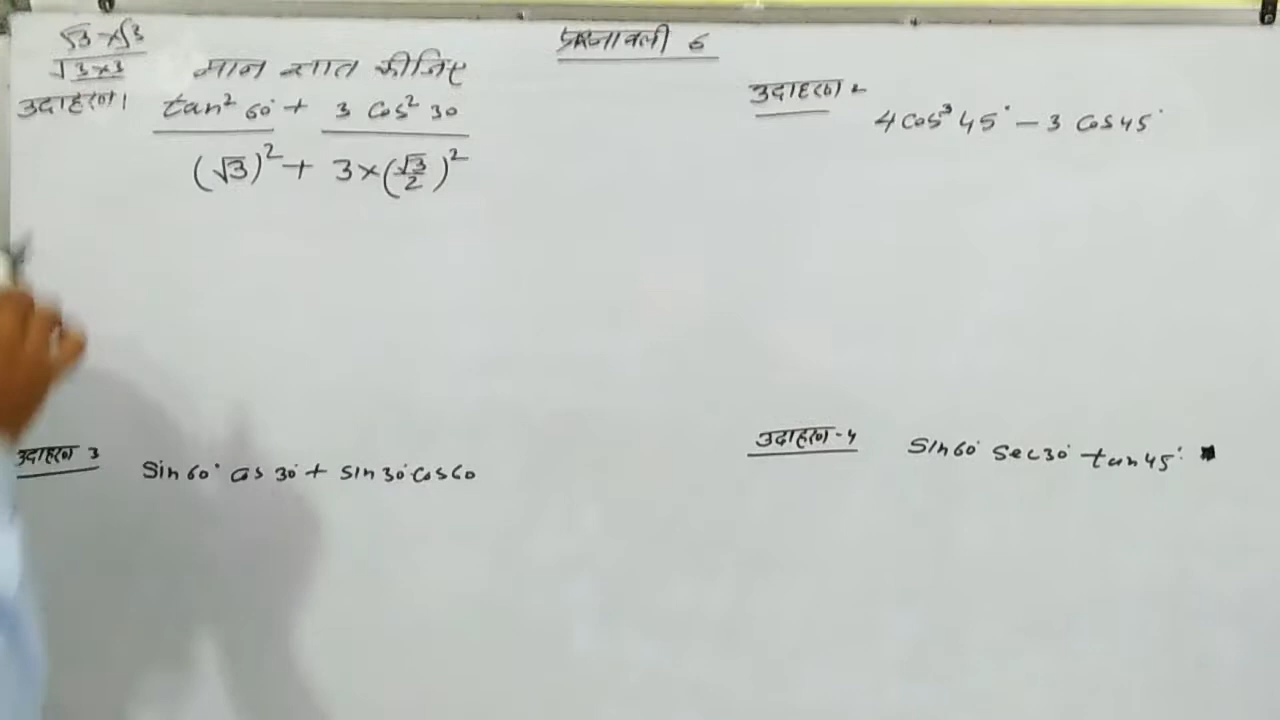 प्रश्नावली 6
√3×√3
√3×3
मान ज्ञात कीजिए
उदाहरण 1
tan² 60° + 3 cos² 30
(√3)² + 3×(√3/2)²
उदाहरण 2
4 cos³ 45° - 3 cos 45°
उदाहरण 3
sin 60° cos 30° + sin 30° cos 60
उदाहरण-4
sin 60° sec 30° tan 45°